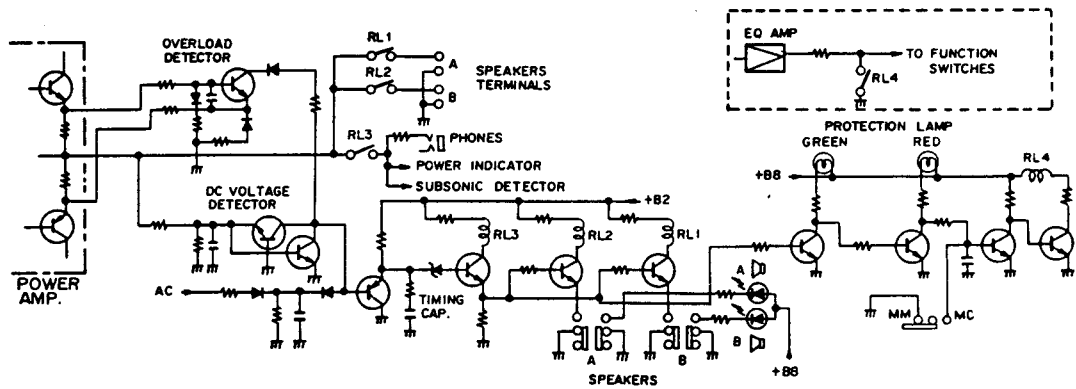 OVERLOAD
DETECTOR
RL1
RL2
A
B
SPEAKERS
TERMINALS
RL3
PHONES
POWER INDICATOR
SUBSONIC DETECTOR
EQ AMP
TO FUNCTION
SWITCHES
RL4
PROTECTION LAMP
GREEN
RED
RL4
+B8
DC VOLTAGE
DETECTOR
+B2
RL3
RL2
RL1
POWER
AMP.
AC
TIMING
CAP.
A
B
MM
MC
A
B
SPEAKERS
+B8